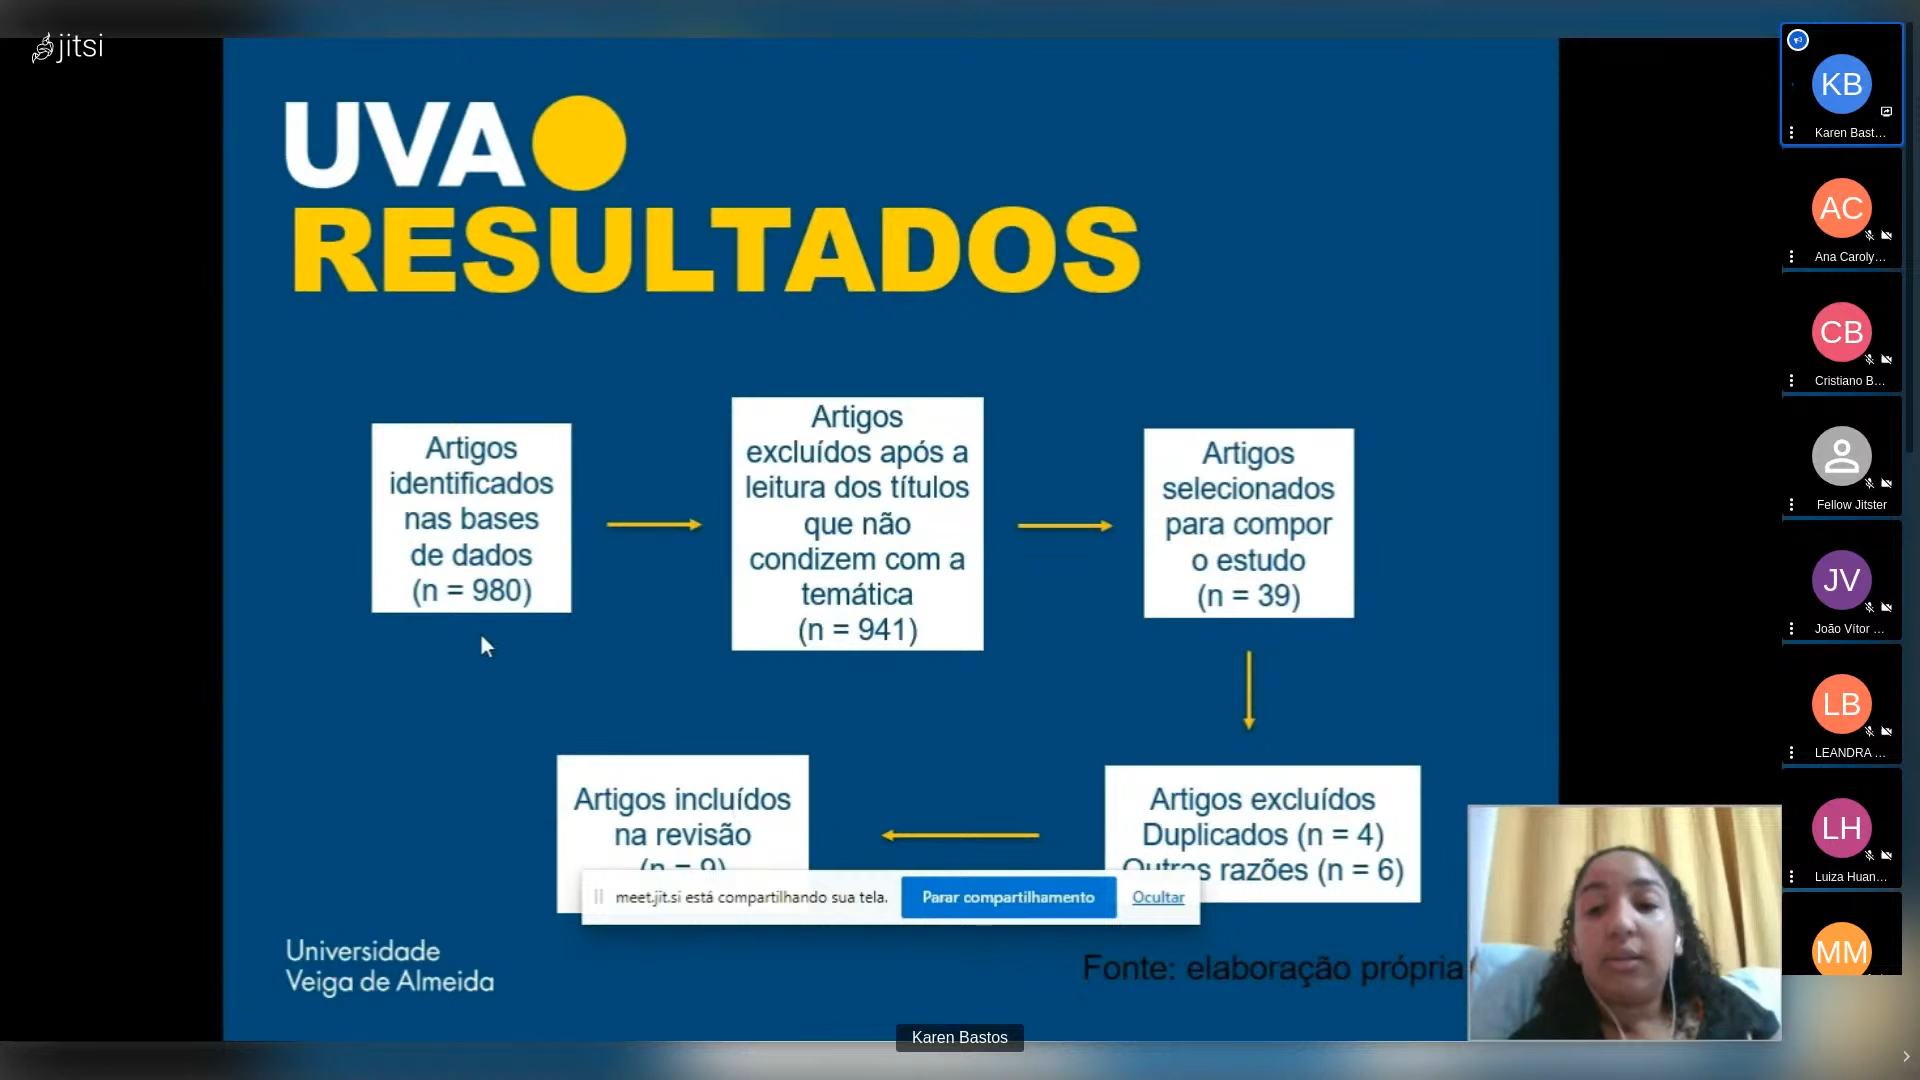 jitsi
UVA
RESULTADOS
Artigos
identificados
nas bases
de dados
(n = 980)
Artigos
excluídos após a
leitura dos títulos
que não
condizem com a
temática
(n = 941)
Artigos
selecionados
para compor
o estudo
(n = 39)
Artigos excluídos
Duplicados (n = 4)
Outras razões (n = 6)
Artigos incluídos
na revisão
(n = 9)
meet.jit.si está compartilhando sua tela.
Parar compartilhamento
Ocultar
Universidade
Veiga de Almeida
Fonte: elaboração própria
Karen Bastos
KB
Karen Bast...
AC
Ana Caroly...
CB
Cristiano B...
Fellow Jitster
JV
João Vítor ...
LB
LEANDRA ...
LH
Luiza Huan...
MM